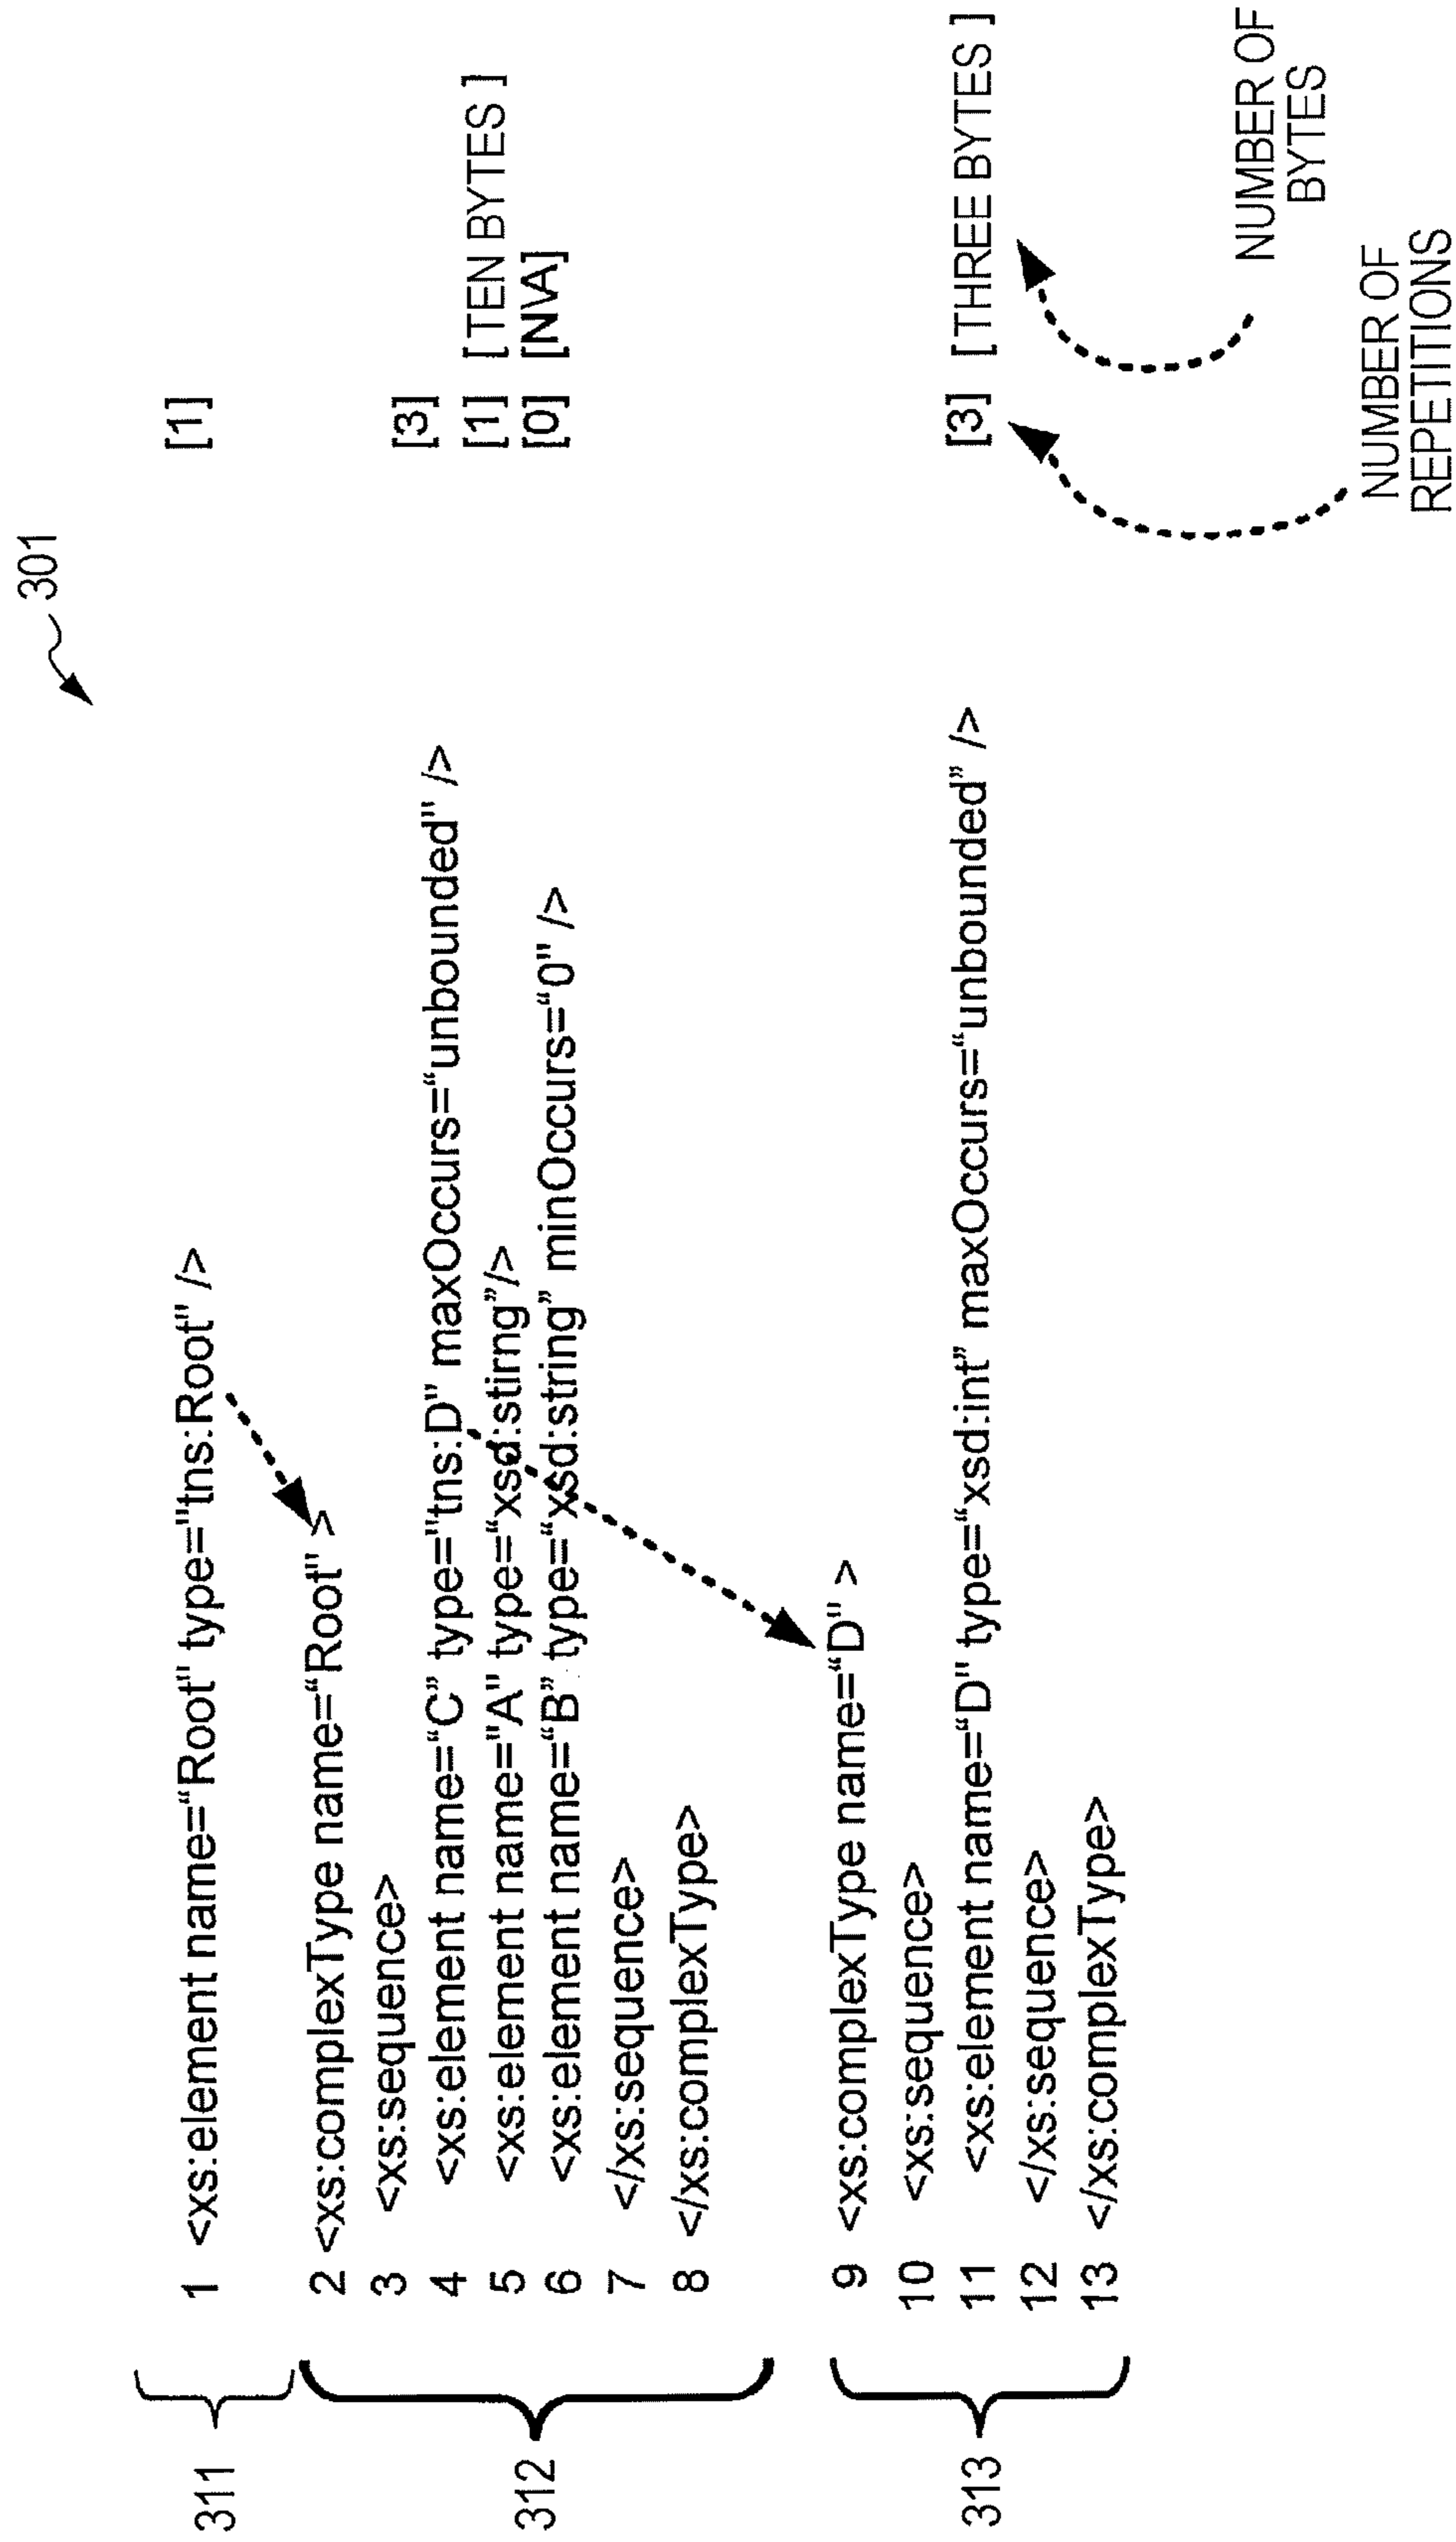 301
311
1 <xs:element name=“Root" type="tns:Root" /> [1]
312
2 <xs:complexType name=“Root" >
3 <xs:sequence>
4 <xs:element name=“C” type="tns:D" maxOccurs=“unbounded" /> [3]
5 <xs:element name="A" type=“xsd:stirng”/> [1] [ TEN BYTES ]
6 <xs:element name=“B” type=“xsd:string” minOccurs=“0" /> [0] [N\A]
7 </xs:sequence>
8 </xs:complexType>
313
9 <xs:complexType name=“D" >
10 <xs:sequence>
11 <xs:element name=“D" type=“xsd:int” maxOccurs=“unbounded” /> [3] [THREE BYTES ]
12 </xs:sequence>
13 </xs:complexType>
NUMBER OF
BYTES
NUMBER OF
REPETITIONS